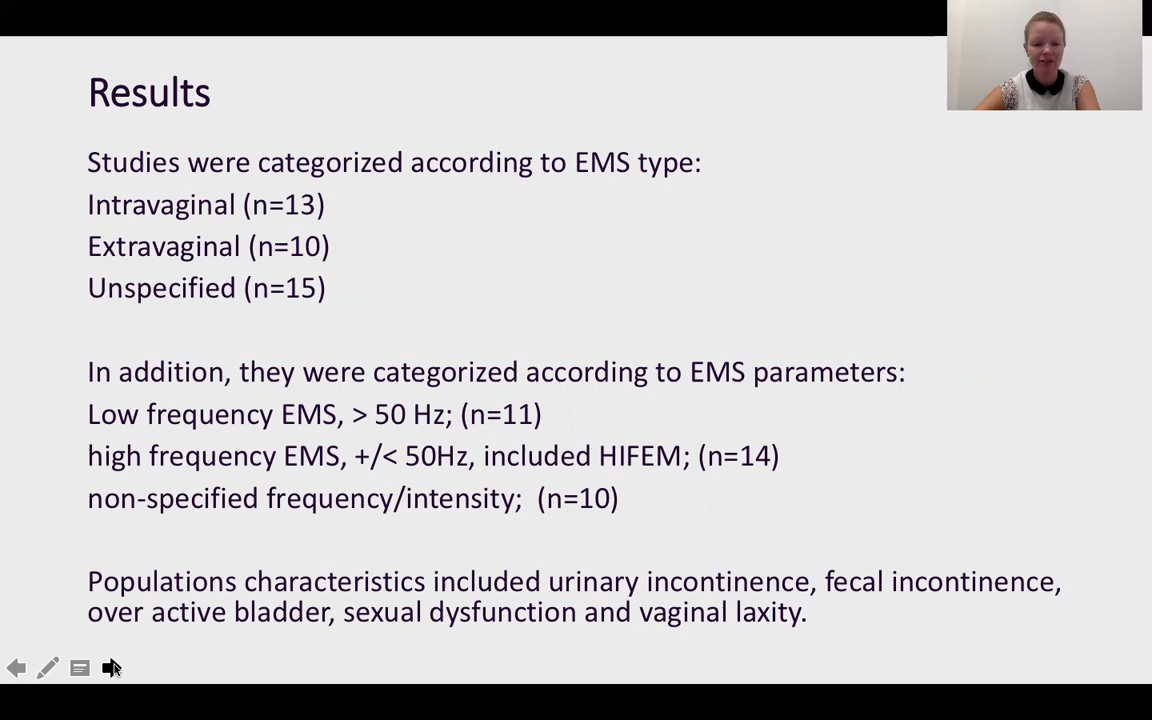 Results
Studies were categorized according to EMS type:
Intravaginal (n=13)
Extravaginal (n=10)
Unspecified (n=15)
In addition, they were categorized according to EMS parameters:
Low frequency EMS, > 50 Hz; (n=11)
high frequency EMS, +/< 50Hz, included HIFEM; (n=14)
non-specified frequency/intensity;  (n=10)
Populations characteristics included urinary incontinence, fecal incontinence,
over active bladder, sexual dysfunction and vaginal laxity.